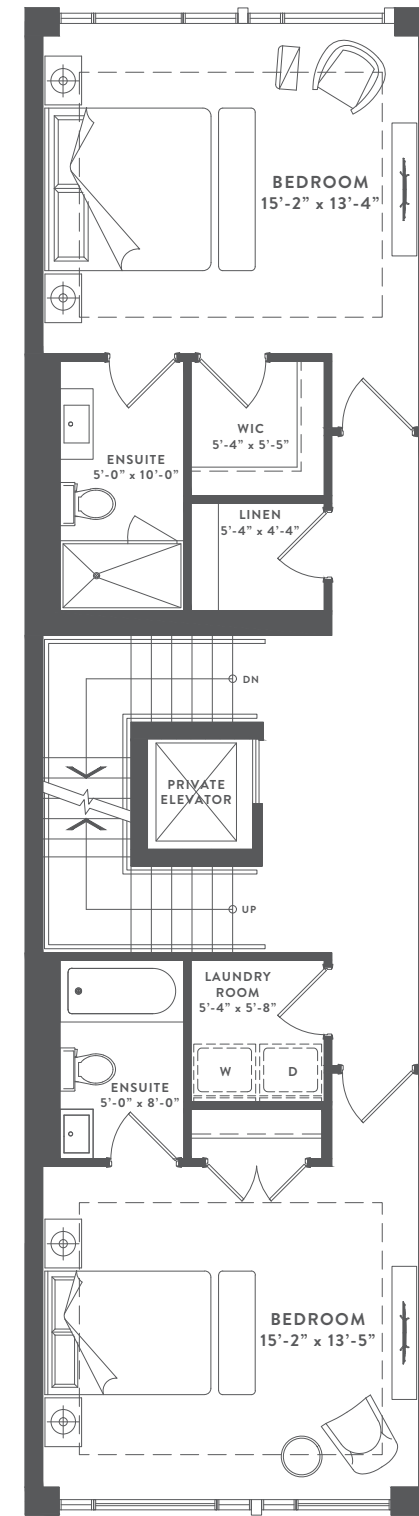 BEDROOM
15’-2” x 13’-4”
WIC
5’-4” x 5’-5”
ENSUITE
5’-0” x 10’-0”
LINEN
5’-4” x 4’-4”
DN
PRIVATE
ELEVATOR
UP
LAUNDRY
ROOM
5’-4” x 5’-8”
W D
ENSUITE
5’-0” x 8’-0”
BEDROOM
15’-2” x 13’-5”